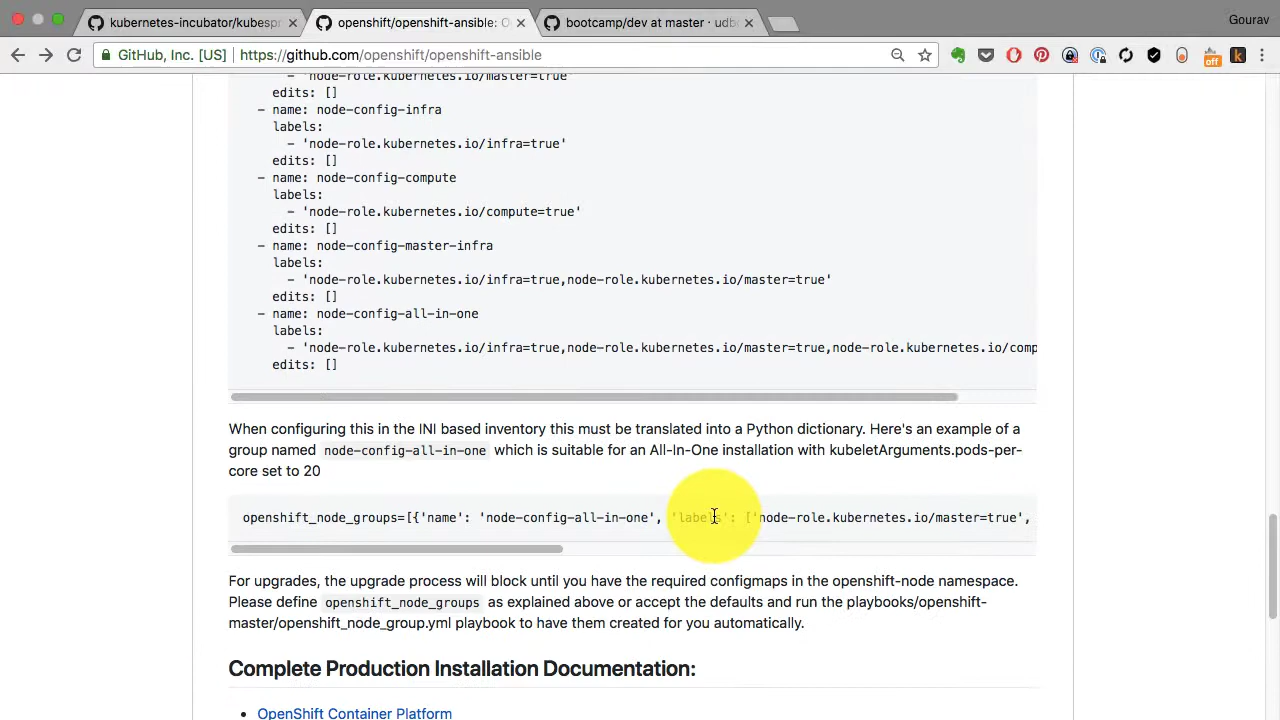 kubernetes-incubator/kubesp
openshift/openshift-ansible: O
bootcamp/dev at master · udb
Gourav
GitHub, Inc. [US]
https://github.com/openshift/openshift-ansible
off
k
- 'node-role.kubernetes.io/master=true'
edits: []
- name: node-config-infra
labels:
- 'node-role.kubernetes.io/infra=true'
edits: []
- name: node-config-compute
labels:
- 'node-role.kubernetes.io/compute=true'
edits: []
- name: node-config-master-infra
labels:
- 'node-role.kubernetes.io/infra=true,node-role.kubernetes.io/master=true'
edits: []
- name: node-config-all-in-one
labels:
- 'node-role.kubernetes.io/infra=true,node-role.kubernetes.io/master=true,node-role.kubernetes.io/comp
edits: []
When configuring this in the INI based inventory this must be translated into a Python dictionary. Here's an example of a
group named node-config-all-in-one which is suitable for an All-In-One installation with kubeletArguments.pods-per-
core set to 20
openshift_node_groups=[{'name': 'node-config-all-in-one', 'labels': ['node-role.kubernetes.io/master=true',
For upgrades, the upgrade process will block until you have the required configmaps in the openshift-node namespace.
Please define openshift_node_groups as explained above or accept the defaults and run the playbooks/openshift-
master/openshift_node_group.yml playbook to have them created for you automatically.
Complete Production Installation Documentation:
• OpenShift Container Platform